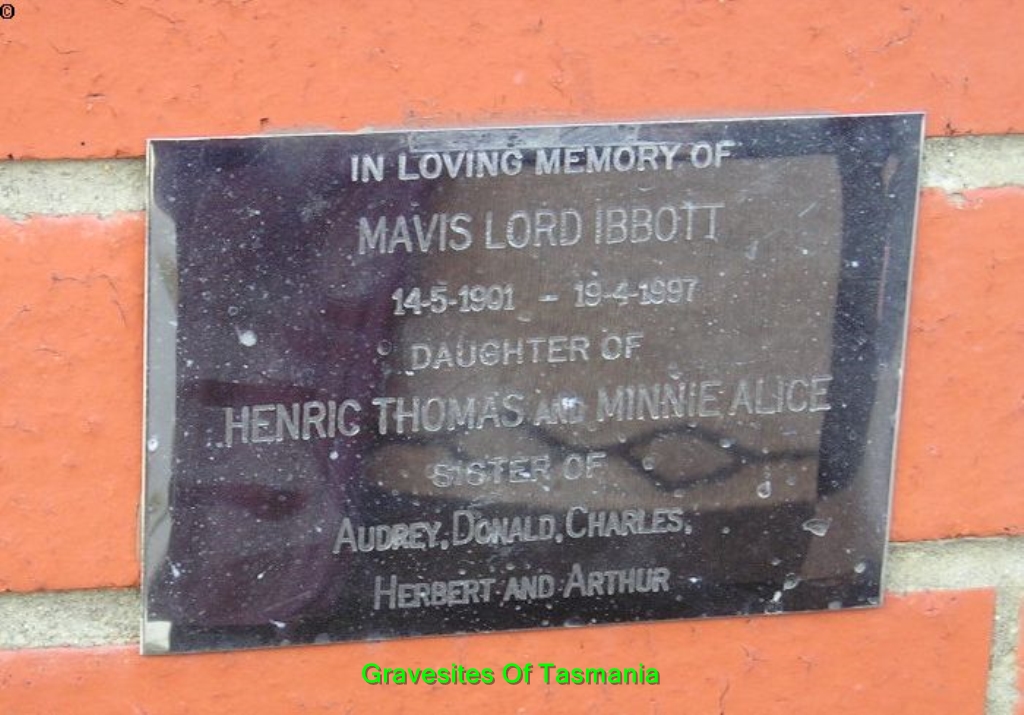 ©
IN LOVING MEMORY OF
MAVIS LORD IBBOTT
14-5-1901 - 19-4-1997
DAUGHTER OF
HENRIC THOMAS AND MINNIE ALICE
SISTER OF
AUDREY, DONALD, CHARLES,
HERBERT AND ARTHUR
Gravesites Of Tasmania